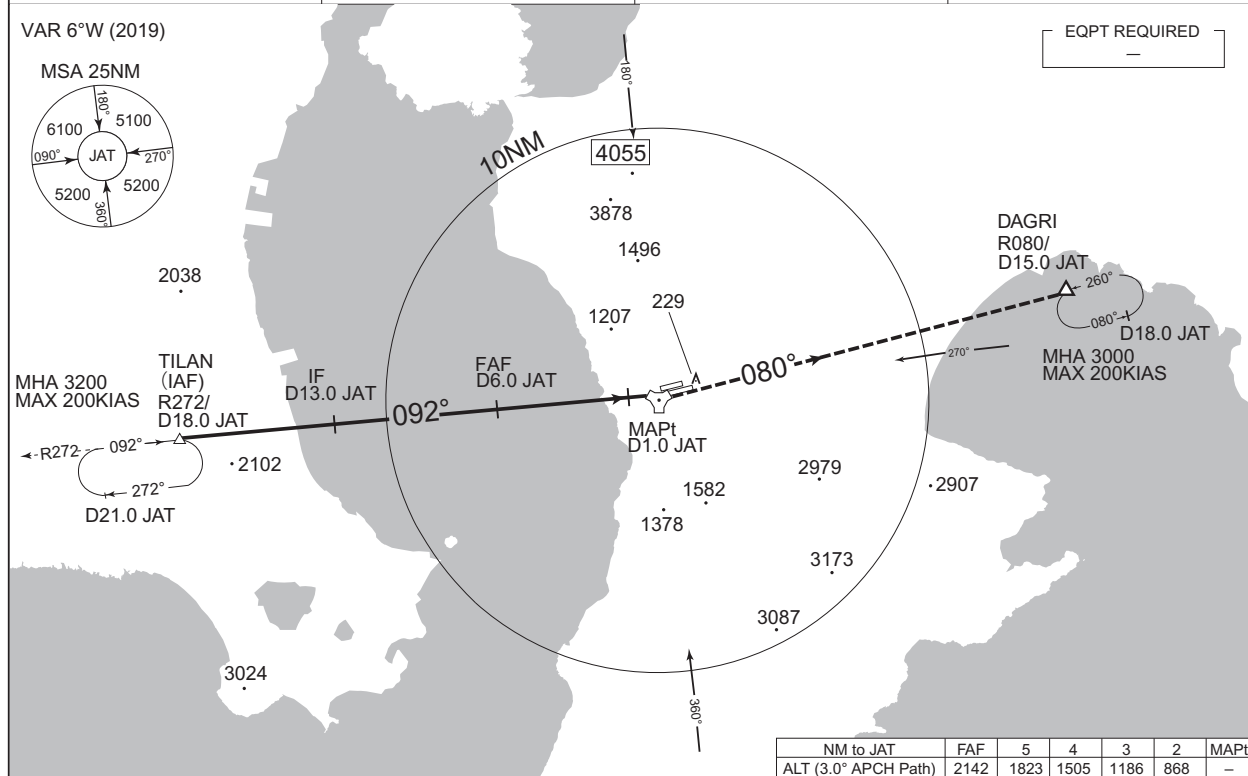 VAR 6°W (2019)
EQPT REQUIRED
–
MSA 25NM
180°
6100
5100
090°
JAT
270°
5200
5200
360°
180°
10NM
4055
3878
1496
229
1207
2038
DAGRI
R080/
D15.0 JAT
260°
080°
D18.0 JAT
MHA 3000
MAX 200KIAS
270°
080°
MHA 3200
MAX 200KIAS
TILAN
(IAF)
R272/
D18.0 JAT
IF
D13.0 JAT
FAF
D6.0 JAT
092°
MAPt
D1.0 JAT
R272
092°
272°
D21.0 JAT
2102
2979
2907
1582
1378
3173
3087
3024
360°
NM to JAT FAF 5 4 3 2 MAPt
ALT (3.0° APCH Path) 2142 1823 1505 1186 868 –